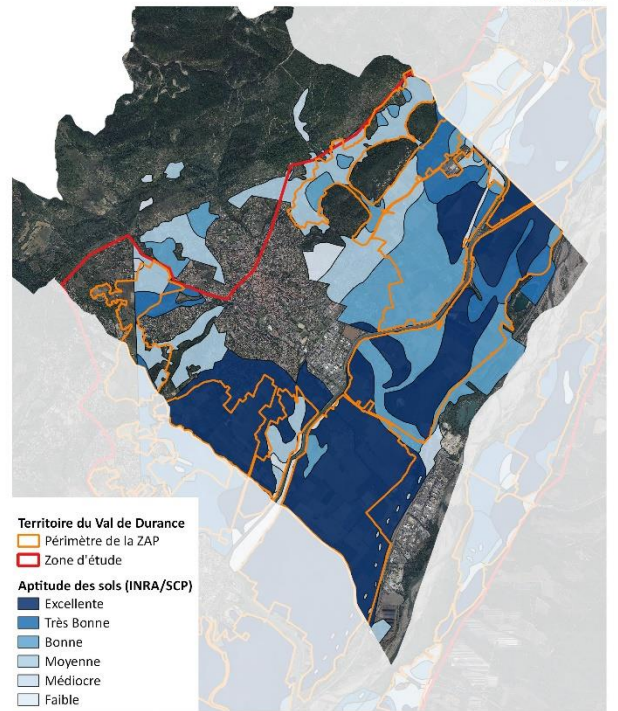 Territoire du Val de Durance
Périmètre de la ZAP
Zone d'étude
Aptitude des sols (INRA/SCP)
Excellente
Très Bonne
Bonne
Moyenne
Médiocre
Faible